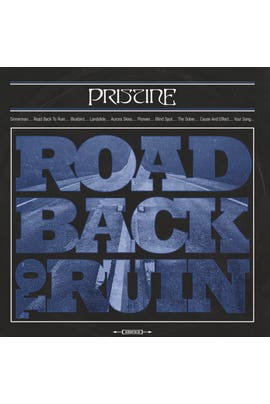 PRISTINE
Sinnerman... Road Back To Ruin... Bluebird... Landslide... Aurora Skies... Pioneer... Blind Spot... The Sober... Cause And Effect... Your Song...
ROAD
BACK
TO RUIN